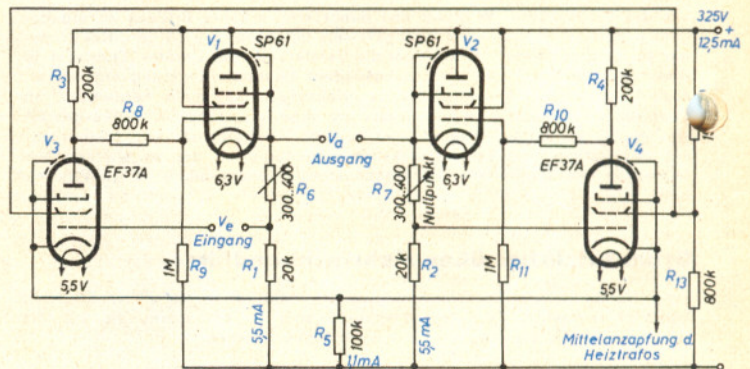 325V
+
12,5mA
V1
SP61
SP61
V2
R3
200k
R8
800k
R10
800k
R4
200k
V3
EF37A
6,3V
Va
Ausgang
300..400
R6
R7
300..400
Nullpunkt
6,3V
EF37A
V4
Ve
Eingang
5,5V
1M
R9
R1
20k
20k
R2
1M
R11
5,5V
R13
800k
5,5mA
R5
100k
1,1mA
5,5mA
Mittelanzapfung d.
Heiztrafos